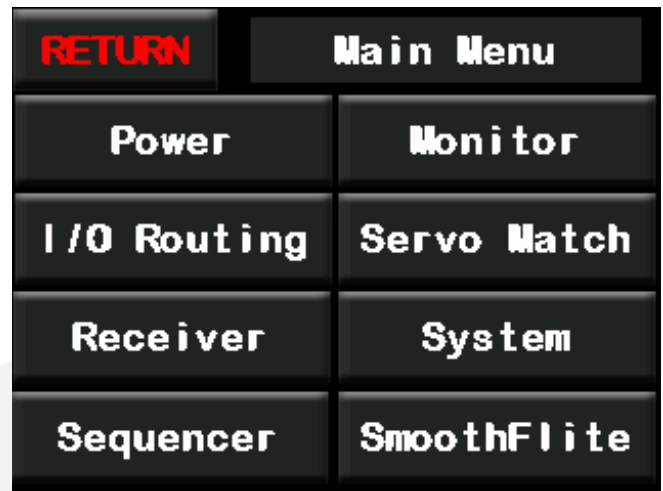 RETURN Main Menu
Power Monitor
I/O Routing Servo Match
Receiver System
Sequencer SmoothFlite